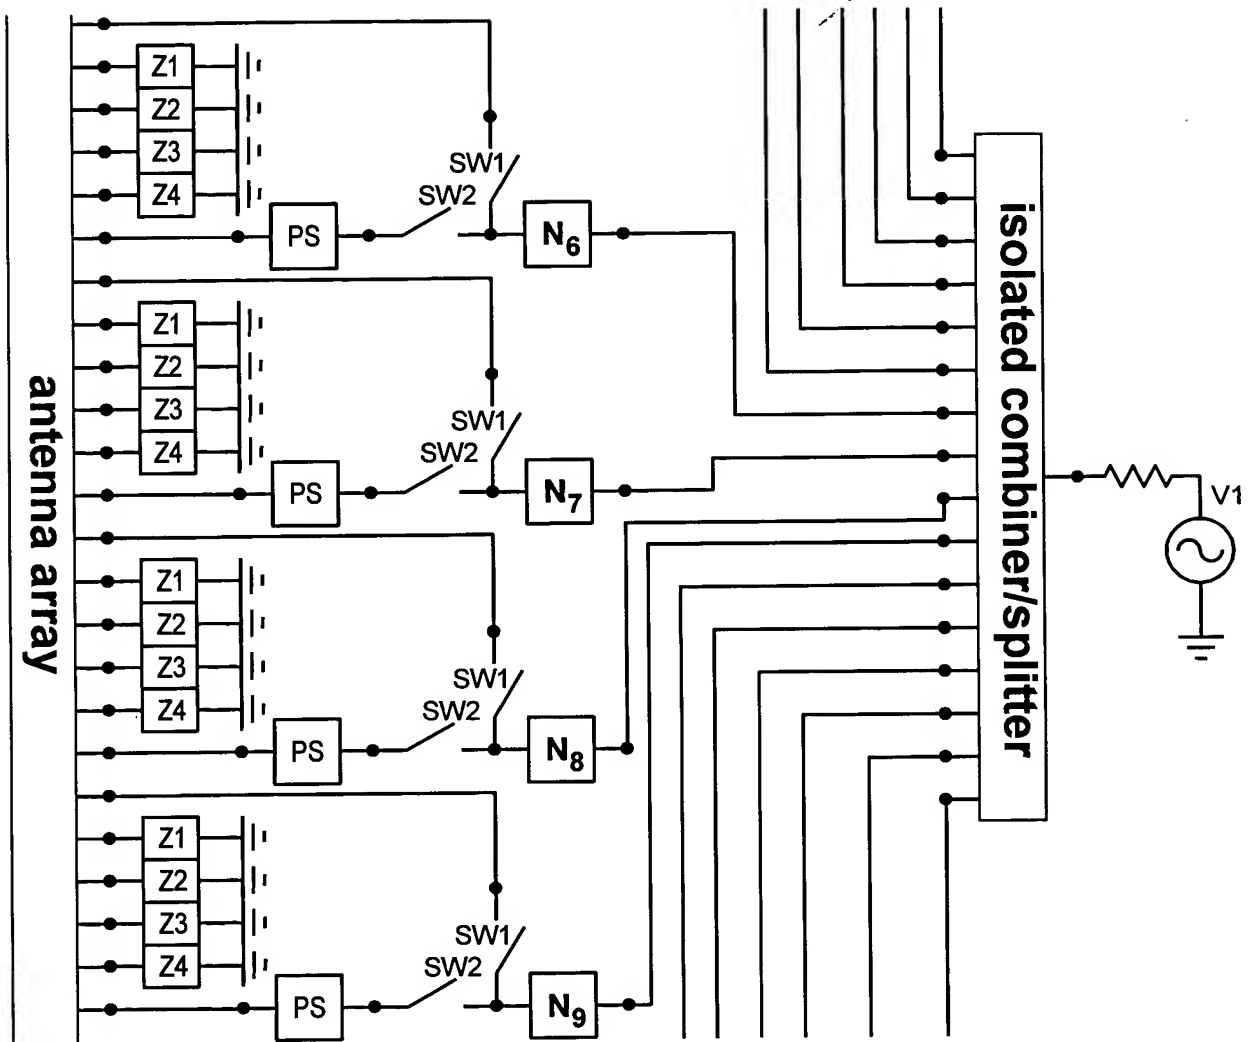 antenna array
Z1
Z2
Z3
Z4
PS
SW2
SW1
N6
Z1
Z2
Z3
Z4
PS
SW2
SW1
N7
Z1
Z2
Z3
Z4
PS
SW2
SW1
N8
Z1
Z2
Z3
Z4
PS
SW2
SW1
N9
isolated combiner/splitter
V1